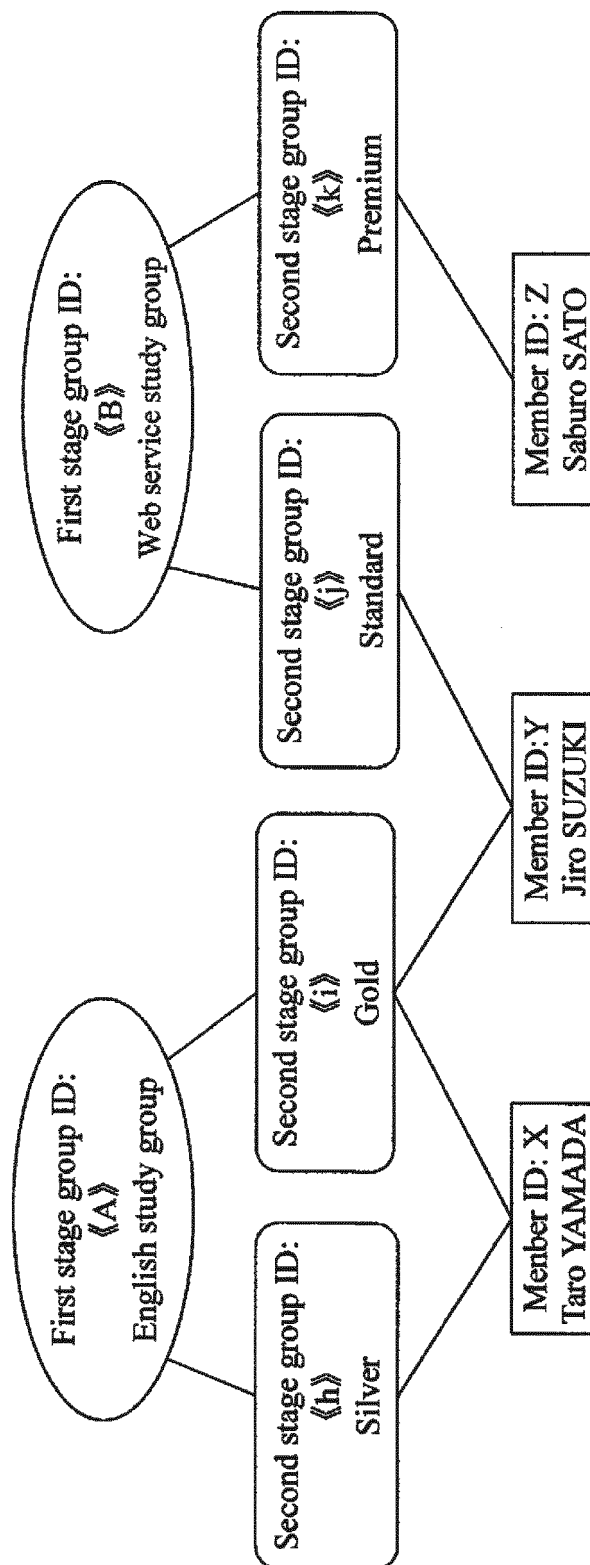 First stage group ID:
《A》
English study group
First stage group ID:
《B》
Web service study group
Second stage group ID:
《h》
Silver
Second stage group ID:
《i》
Gold
Second stage group ID:
《j》
Standard
Second stage group ID:
《k》
Premium
Menber ID: X
Taro YAMADA
Member ID:Y
Jiro SUZUKI
Member ID: Z
Saburo SATO